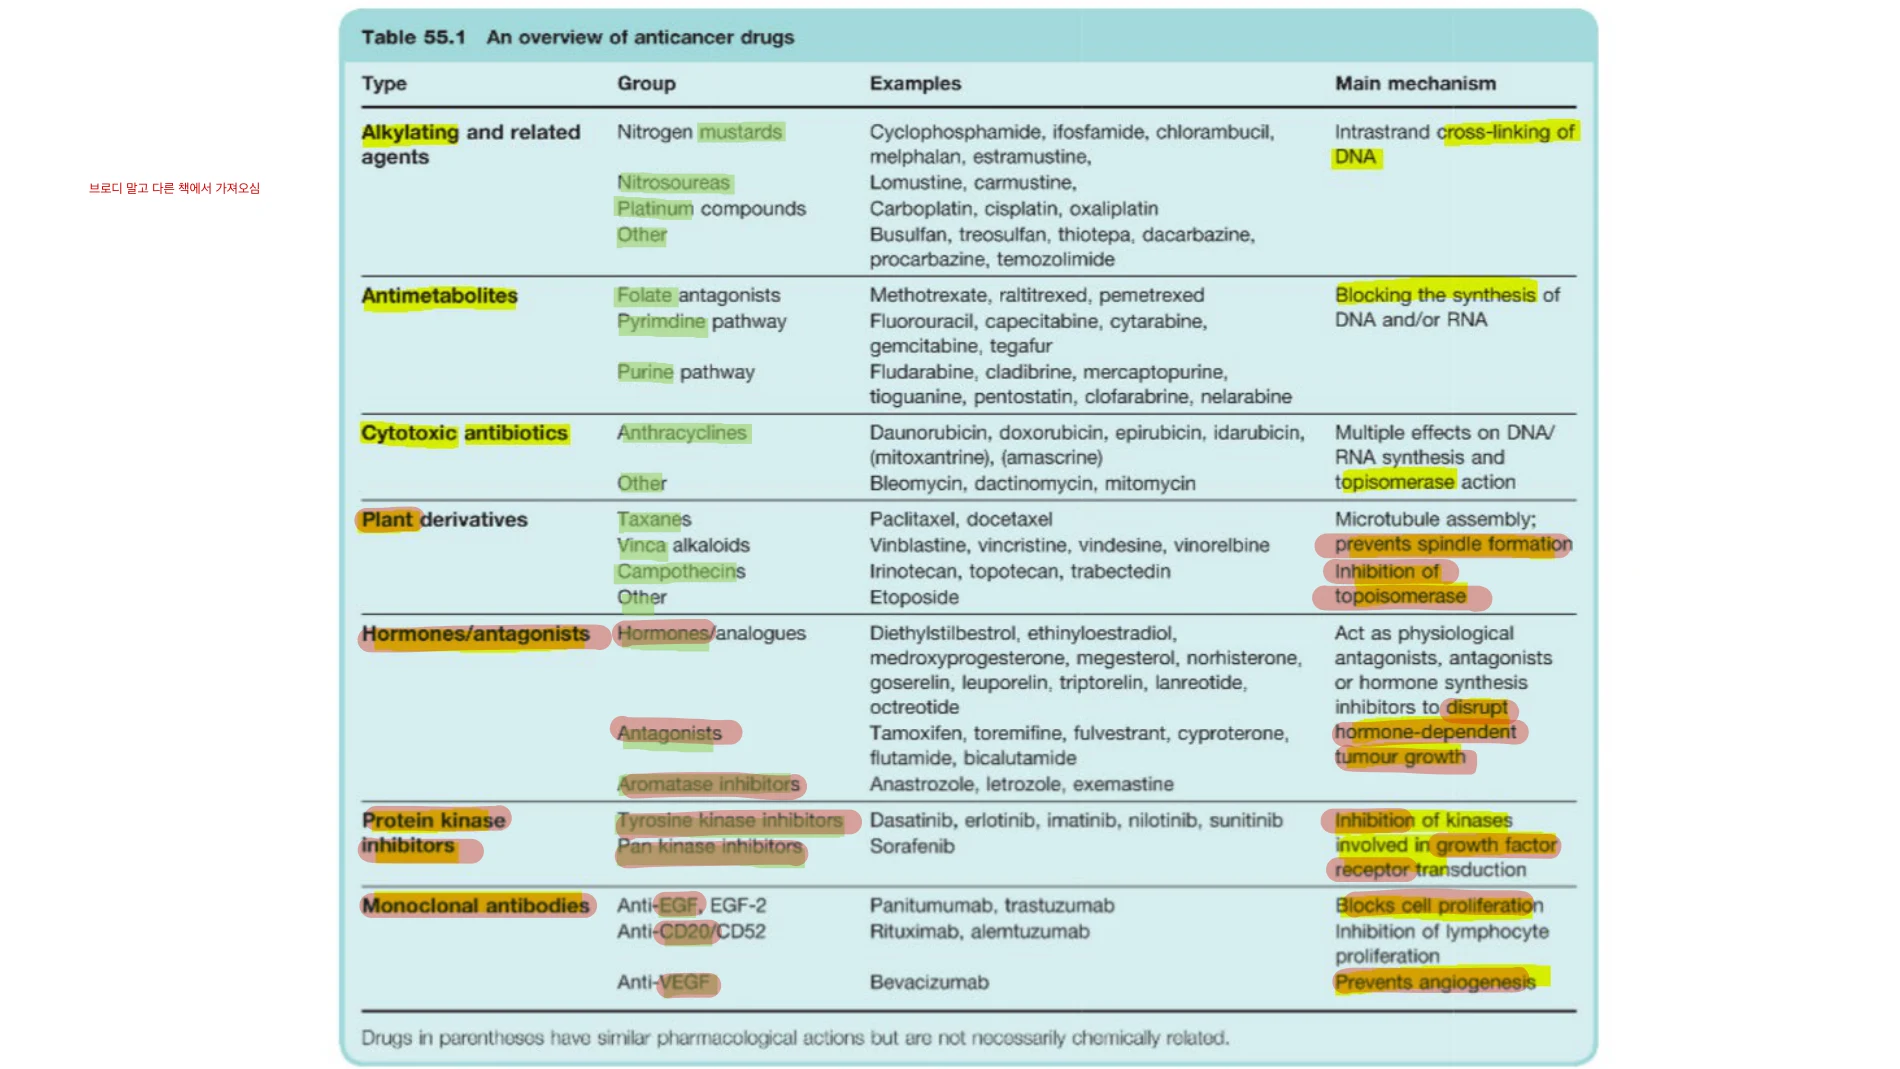 Table 55.1 An overview of anticancer drugs
Type Group Examples Main mechanism
Alkylating and related agents
Nitrogen mustards
Cyclophosphamide, ifosfamide, chlorambucil,
melphalan, estramustine,
Intrastrand cross-linking of
DNA
브로디 말고 다른 책에서 가져오심
Nitrosoureas Lomustine, carmustine,
Platinum compounds Carboplatin, cisplatin, oxaliplatin
Other Busulfan, treosulfan, thiotepa, dacarbazine,
procarbazine, temozolimide
Antimetabolites
Folate antagonists Methotrexate, raltitrexed, pemetrexed
Blocking the synthesis of
DNA and/or RNA
Pyrimdine pathway Fluorouracil, capecitabine, cytarabine,
gemcitabine, tegafur
Purine pathway Fludarabine, cladibrine, mercaptopurine,
tioguanine, pentostatin, clofarabrine, nelarabine
Cytotoxic antibiotics
Anthracyclines Daunorubicin, doxorubicin, epirubicin, idarubicin,
(mitoxantrine), (amascrine)
Multiple effects on DNA/
RNA synthesis and
topisomerase action
Other Bleomycin, dactinomycin, mitomycin
Plant derivatives
Taxanes Paclitaxel, docetaxel
Microtubule assembly;
prevents spindle formation
Vinca alkaloids Vinblastine, vincristine, vindesine, vinorelbine
Campothecins Irinotecan, topotecan, trabectedin
Inhibition of
topoisomerase
Other Etoposide
Hormones/antagonists
Hormones/analogues Diethylstilbestrol, ethinyloestradiol,
medroxyprogesterone, megesterol, norhisterone,
goserelin, leuporelin, triptorelin, lanreotide,
octreotide
Act as physiological
antagonists, antagonists
or hormone synthesis
inhibitors to disrupt
hormone-dependent
tumour growth
Antagonists Tamoxifen, toremifine, fulvestrant, cyproterone,
flutamide, bicalutamide
Aromatase inhibitors Anastrozole, letrozole, exemastine
Protein kinase
inhibitors
Tyrosine kinase inhibitors Dasatinib, erlotinib, imatinib, nilotinib, sunitinib
Pan kinase inhibitors Sorafenib
Inhibition of kinases
involved in growth factor
receptor transduction
Monoclonal antibodies
Anti-EGF, EGF-2 Panitumumab, trastuzumab Blocks cell proliferation
Anti-CD20/CD52 Rituximab, alemtuzumab Inhibition of lymphocyte
proliferation
Anti-VEGF Bevacizumab Prevents angiogenesis
Drugs in parentheses have similar pharmacological actions but are not necessarily chemically related.